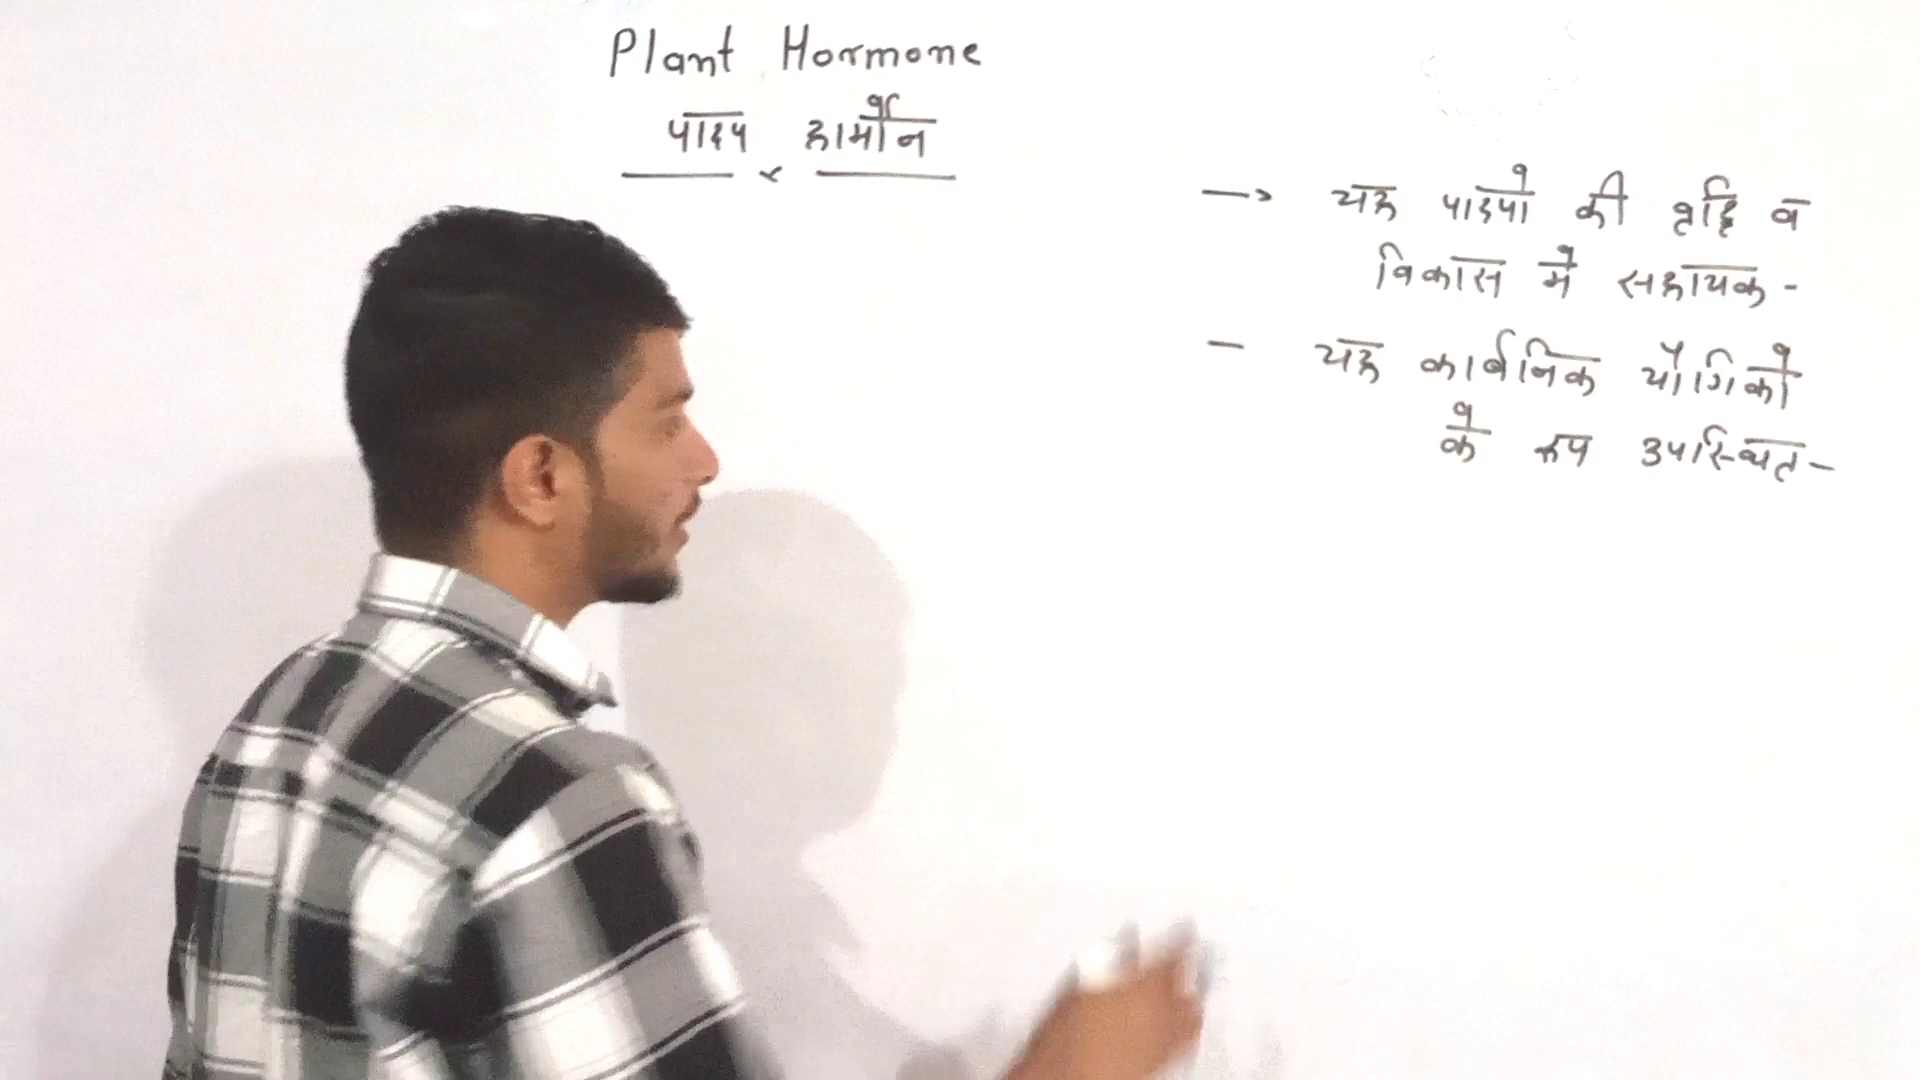 Plant Hormone
पादप हार्मोन
→ यह पादपों की वृद्धि व
विकास में सहायक -
- यह कार्बनिक यौगिकों
के रूप उपस्थित -